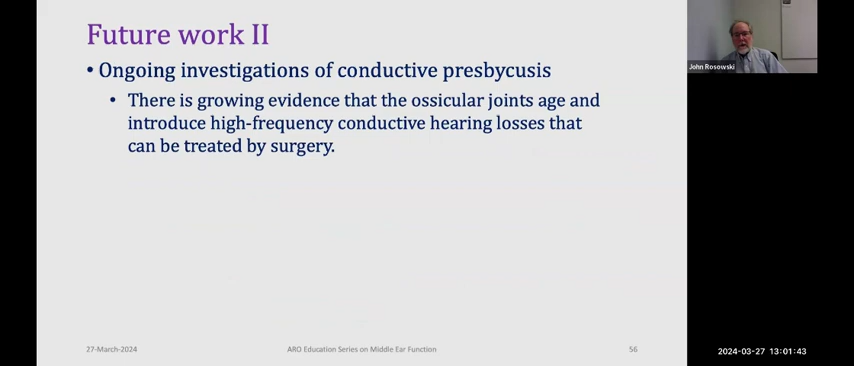 Future work II
• Ongoing investigations of conductive presbycusis
• There is growing evidence that the ossicular joints age and
introduce high-frequency conductive hearing losses that
can be treated by surgery.
27-March-2024
ARO Education Series on Middle Ear Function
56
John Rosowski
2024-03-27 13:01:43